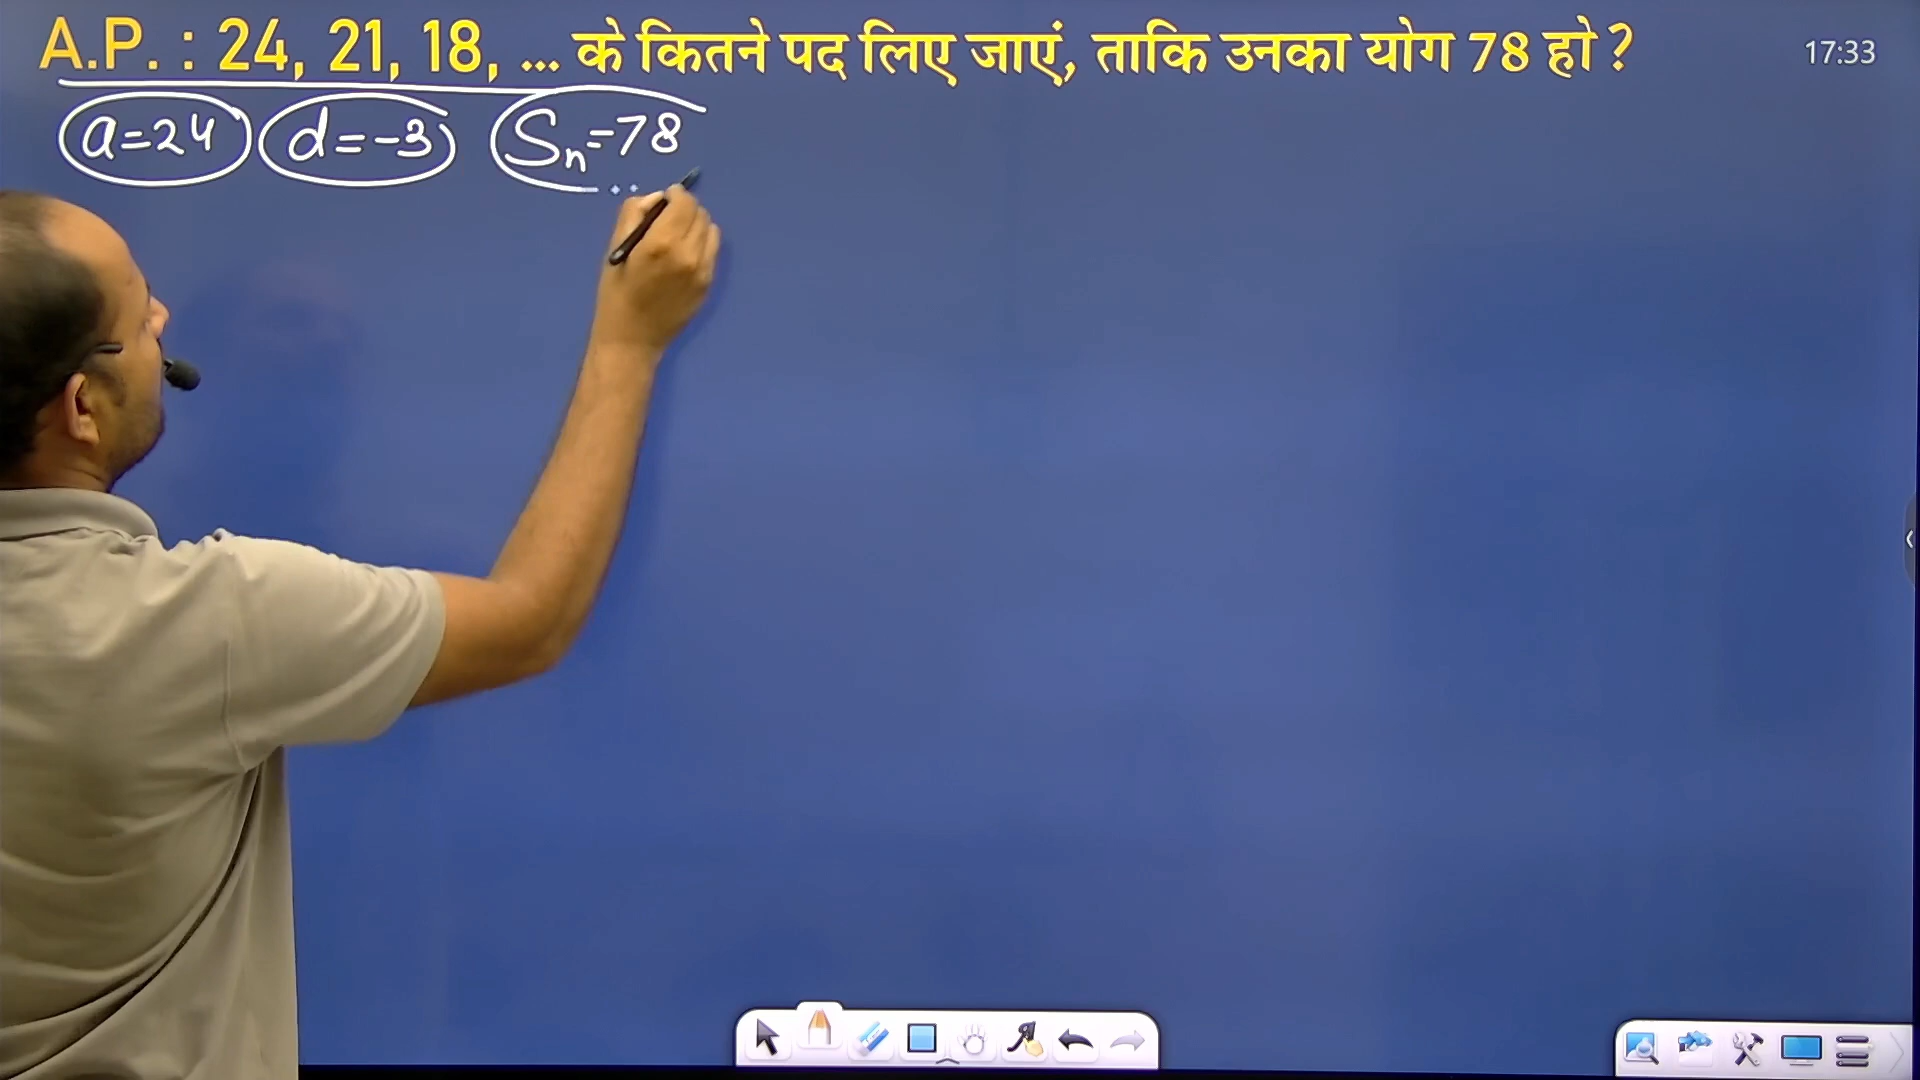 A.P. : 24, 21, 18, ... के कितने पद लिए जाएं, ताकि उनका योग 78 हो ?
17:33
a=24 d=-3 Sn=78